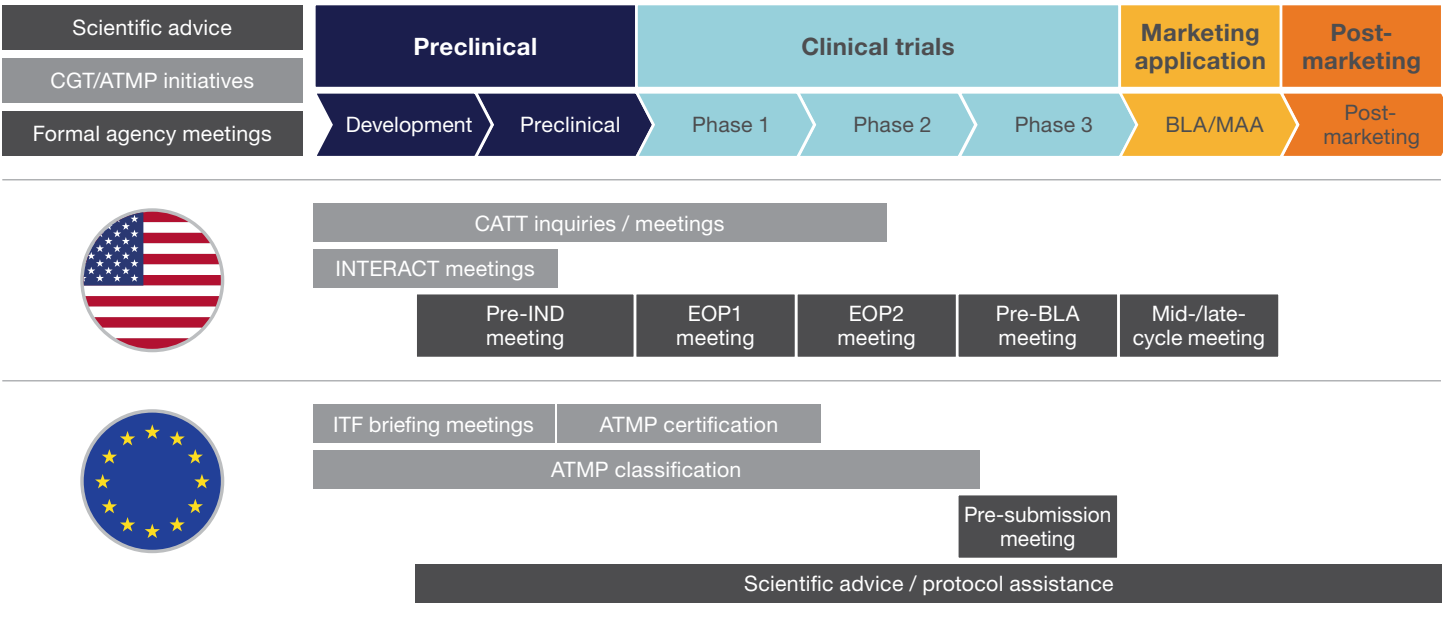 Scientific advice
CGT/ATMP initiatives
Formal agency meetings
Preclinical
Clinical trials
Marketing
application
Post-
marketing
Development
Preclinical
Phase 1
Phase 2
Phase 3
BLA/MAA
Post-
marketing
CATT inquiries / meetings
INTERACT meetings
Pre-IND
meeting
EOP1
meeting
EOP2
meeting
Pre-BLA
meeting
Mid-/late-
cycle meeting
ITF briefing meetings
ATMP certification
ATMP classification
Pre-submission
meeting
Scientific advice / protocol assistance